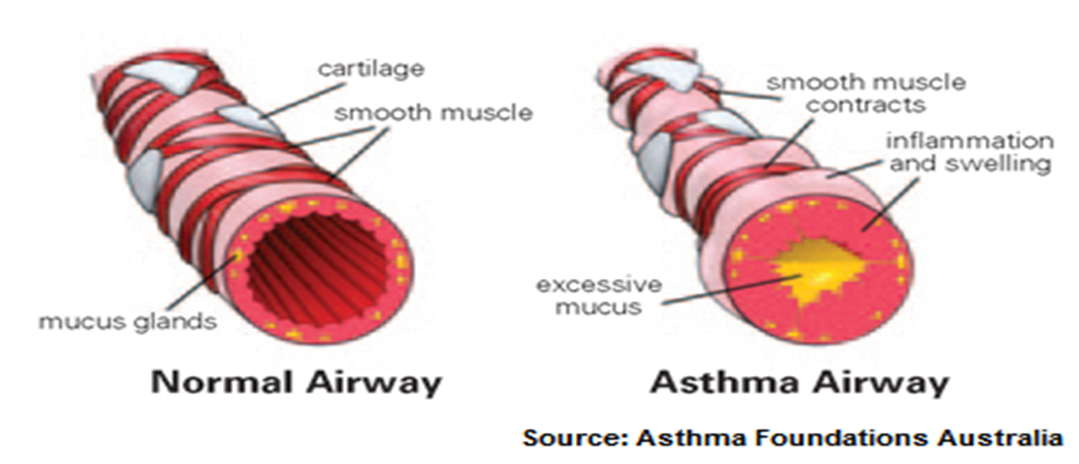 cartilage
smooth muscle
mucus glands
Normal Airway
smooth muscle
contracts
inflammation
and swelling
excessive
mucus
Asthma Airway
Source: Asthma Foundations Australia